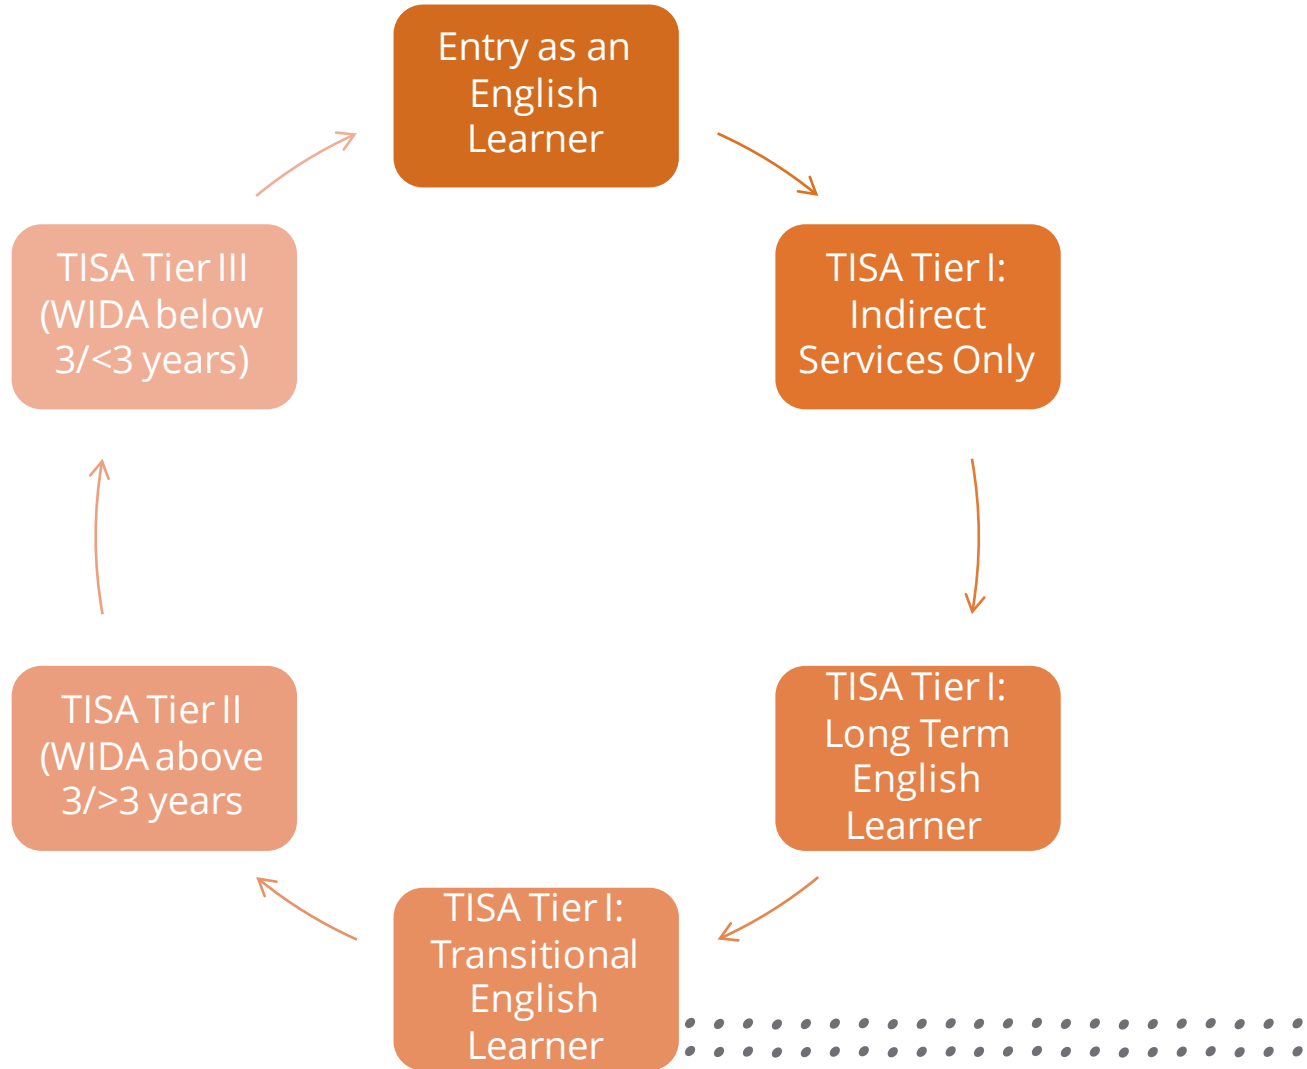 Entry as an
English
Learner
TISA Tier I:
Indirect
Services Only
TISA Tier I:
Long Term
English
Learner
TISA Tier I:
Transitional
English
Learner
TISA Tier II
(WIDA above
3/>3 years
TISA Tier III
(WIDA below
3/<3 years)